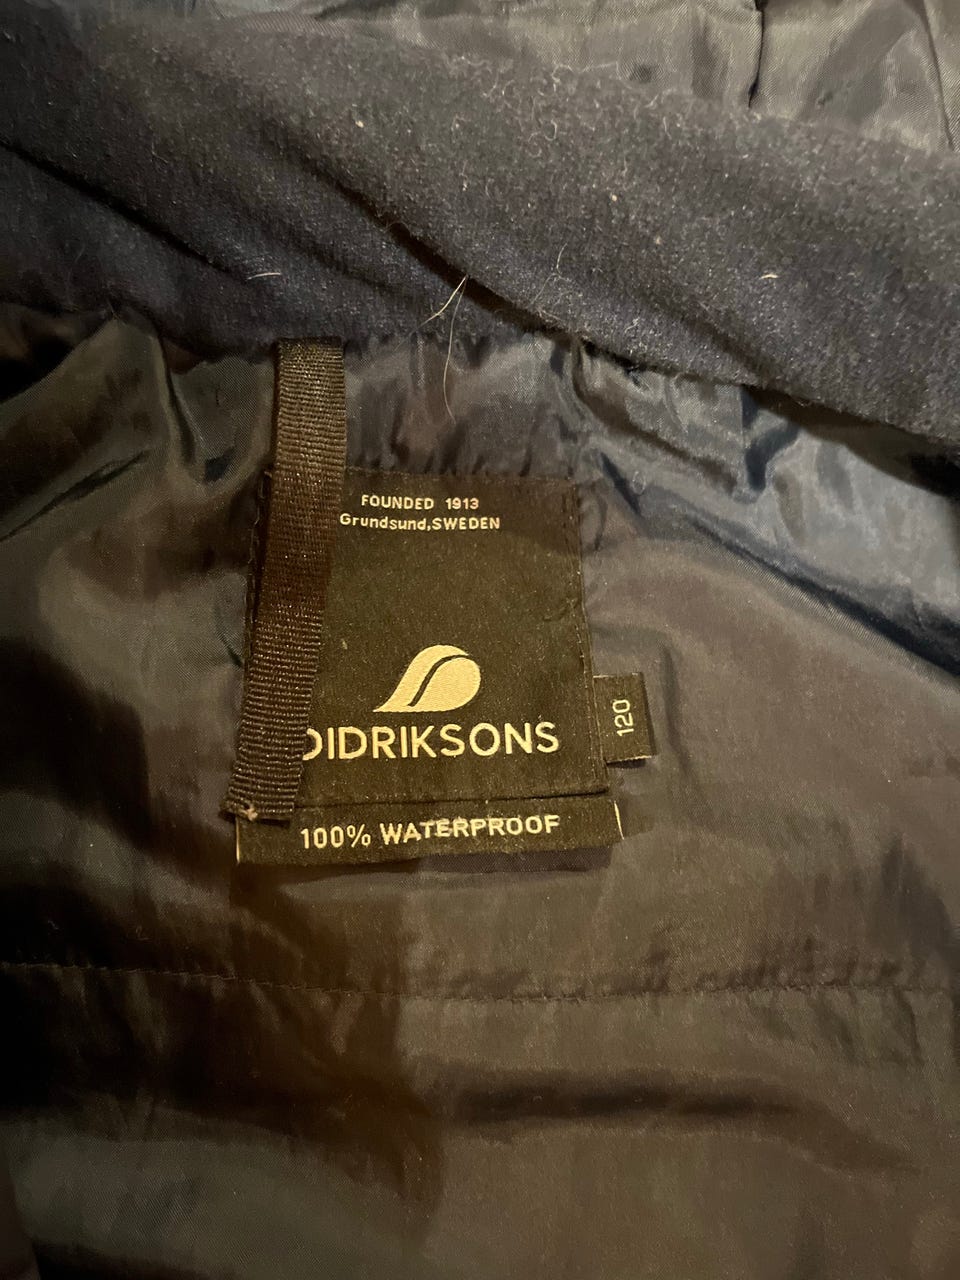 FOUNDED 1913
Grundsund,SWEDEN
DIDRIKSONS
120
100% WATERPROOF